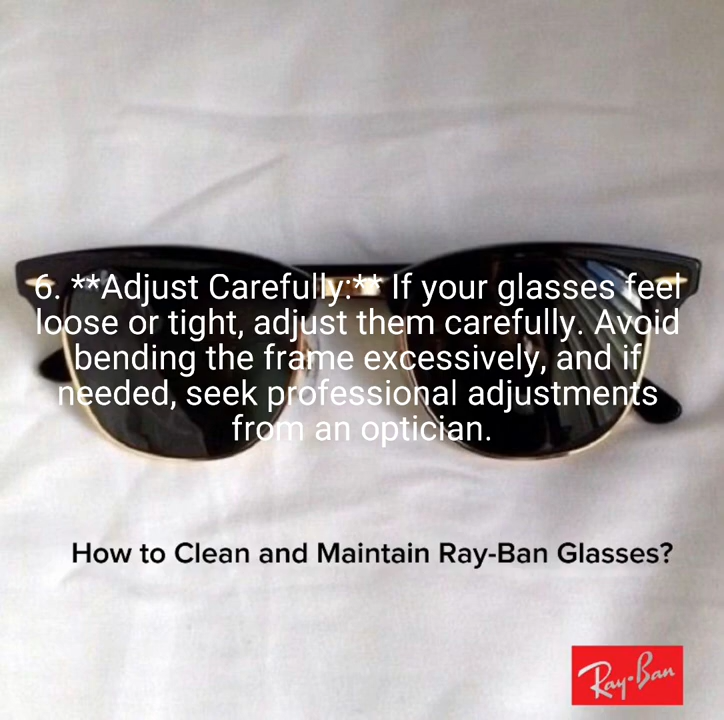 6. **Adjust Carefully:** If your glasses feel
loose or tight, adjust them carefully. Avoid
bending the frame excessively, and if
needed, seek professional adjustments
from an optician.
How to Clean and Maintain Ray-Ban Glasses?
Ray-Ban